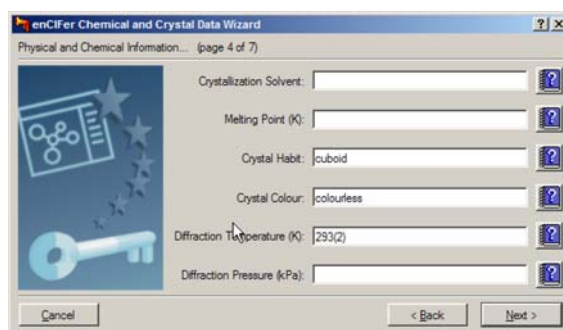 enCIFer Chemical and Crystal Data Wizard
Physical and Chemical Information... (page 4 of 7)
Crystallization Solvent:
Melting Point (K):
Crystal Habit: cuboid
Crystal Colour: colourless
Diffraction Temperature (K): 293(2)
Diffraction Pressure (kPa):
Cancel < Back Next >